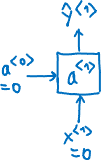 ŷ<1>
a<0>
=0
a<1>
x<1>
=0